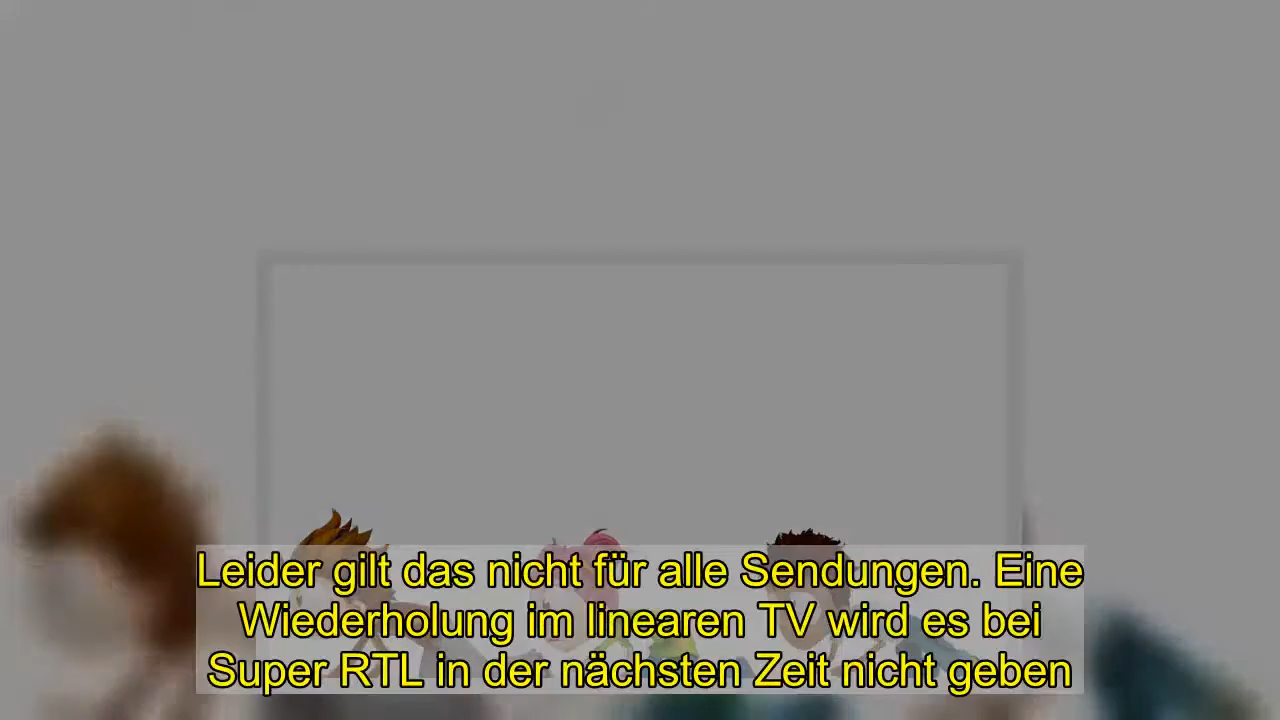 Leider gilt das nicht für alle Sendungen. Eine
Wiederholung im linearen TV wird es bei
Super RTL in der nächsten Zeit nicht geben